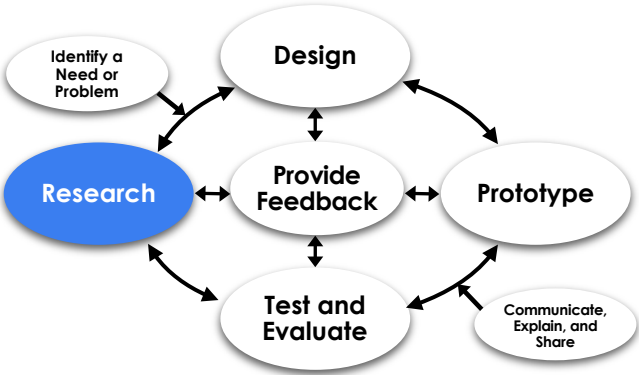 Identify a
Need or
Problem
Design
Research
Provide
Feedback
Prototype
Test and
Evaluate
Communicate,
Explain, and
Share